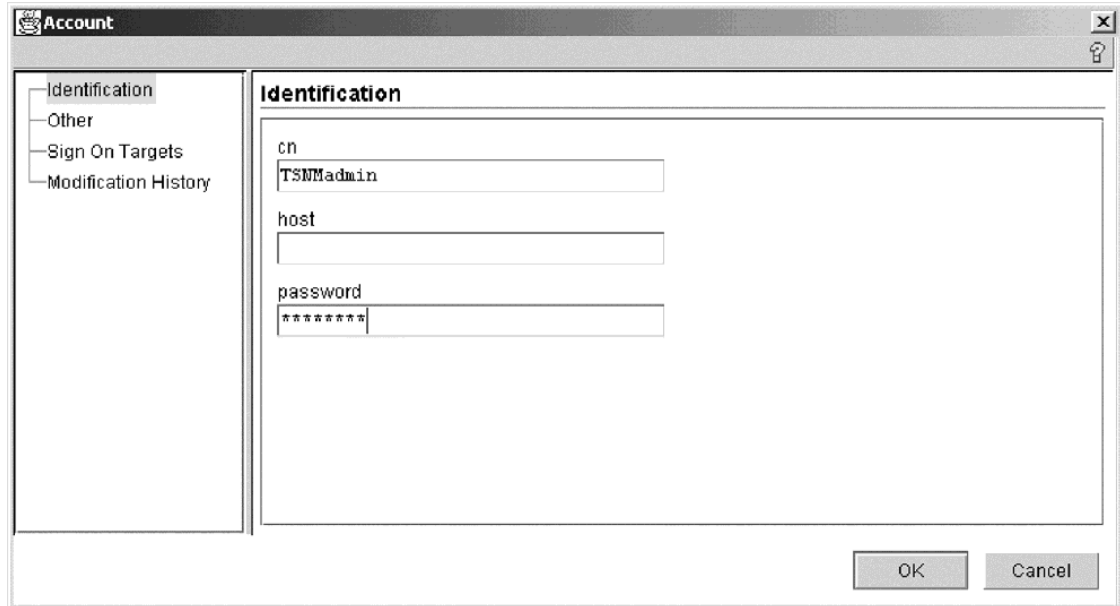 Account
Identification
Other
Sign On Targets
Modification History
Identification
cn
TSNMadmin
host
password
********
OK
Cancel